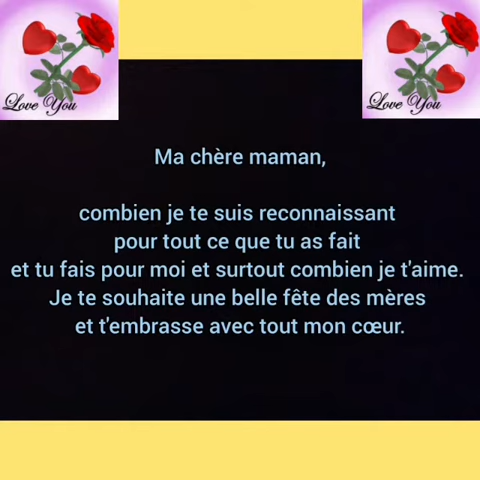 Love You
Love You
Ma chère maman,
combien je te suis reconnaissant
pour tout ce que tu as fait
et tu fais pour moi et surtout combien je t'aime.
Je te souhaite une belle fête des mères
et t'embrasse avec tout mon cœur.